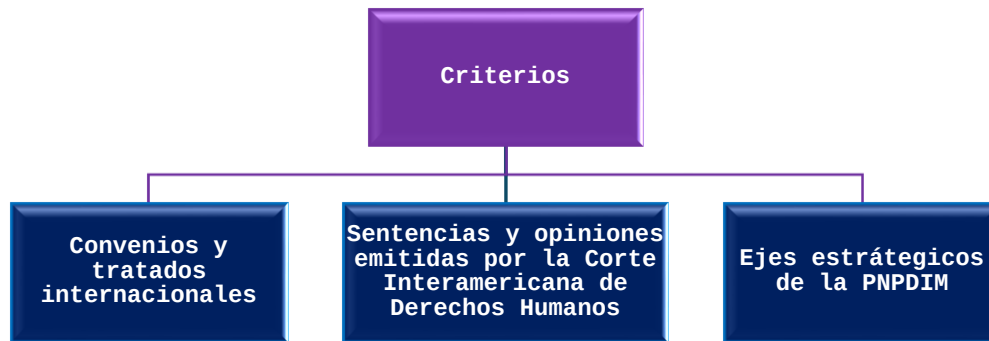 Criterios
Convenios y
tratados
internacionales
Sentencias y opiniones
emitidas por la Corte
Interamericana de
Derechos Humanos
Ejes estrátegicos
de la PNPDIM